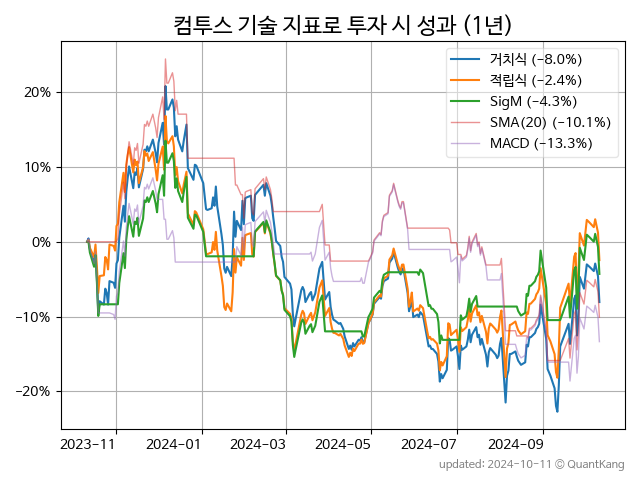 컴투스 기술 지표로 투자 시 성과 (1년)
거치식 (−8.0%)
적립식 (−2.4%)
SigM (−4.3%)
SMA(20) (−10.1%)
MACD (−13.3%)
20%
10%
0%
−10%
−20%
2023-11 2024-01 2024-03 2024-05 2024-07 2024-09
updated: 2024-10-11 © QuantKang